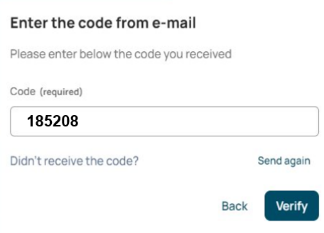 Enter the code from e-mail
Please enter below the code you received
Code (required)
185208
Didn't receive the code? Send again
Back Verify